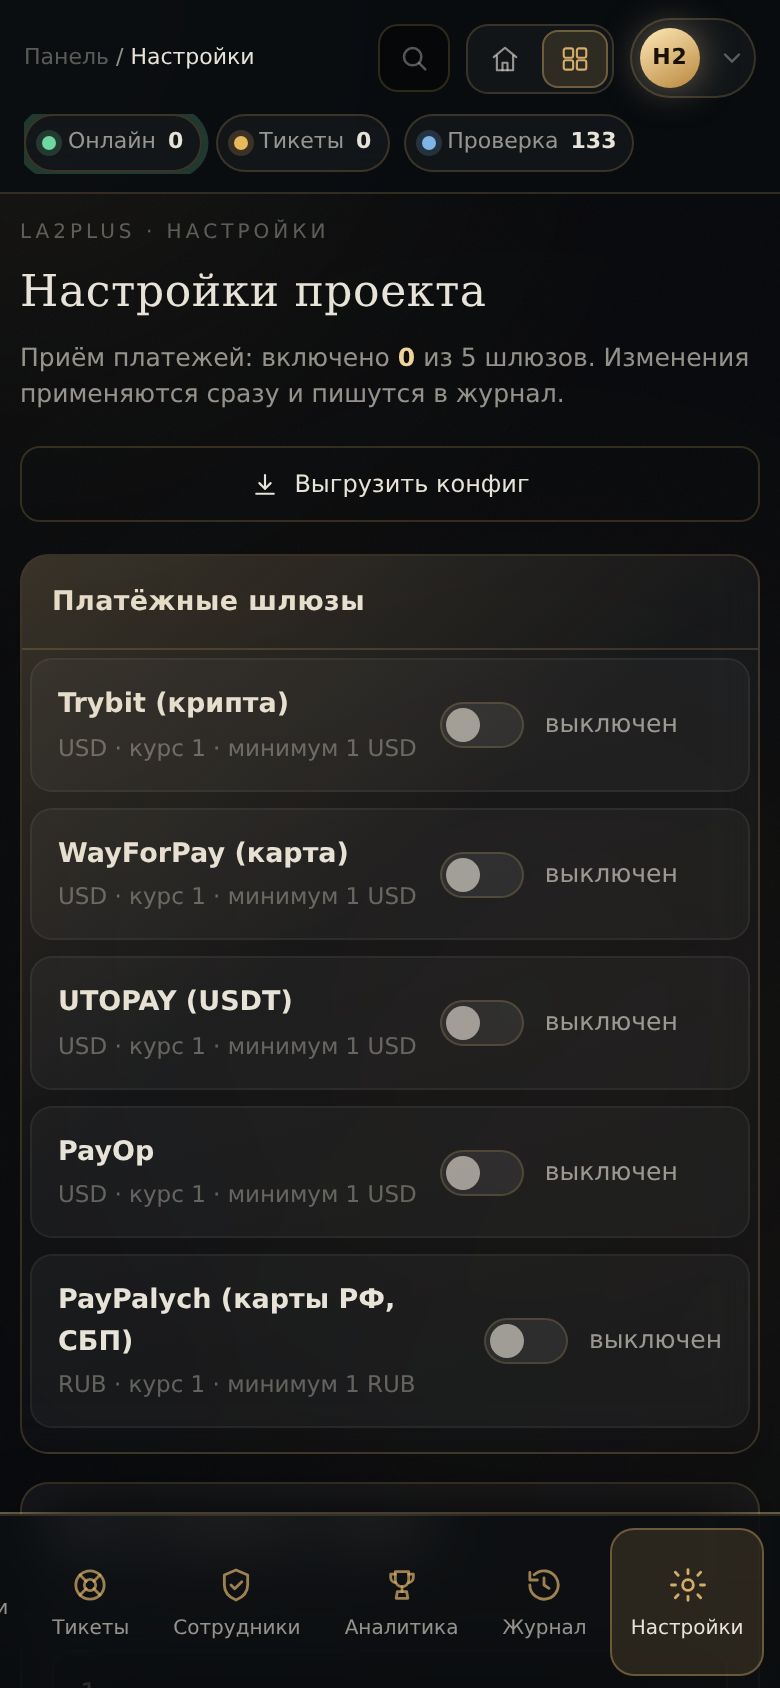 Панель / Настройки
H2
Онлайн 0
Тикеты 0
Проверка 133
LA2PLUS · НАСТРОЙКИ
Настройки проекта
Приём платежей: включено 0 из 5 шлюзов. Изменения
применяются сразу и пишутся в журнал.
Выгрузить конфиг
Платёжные шлюзы
Trybit (крипта)
USD · курс 1 · минимум 1 USD
выключен
WayForPay (карта)
USD · курс 1 · минимум 1 USD
выключен
UTOPAY (USDT)
USD · курс 1 · минимум 1 USD
выключен
PayOp
USD · курс 1 · минимум 1 USD
выключен
PayPalych (карты РФ,
СБП)
RUB · курс 1 · минимум 1 RUB
выключен
Тикеты
Сотрудники
Аналитика
Журнал
Настройки